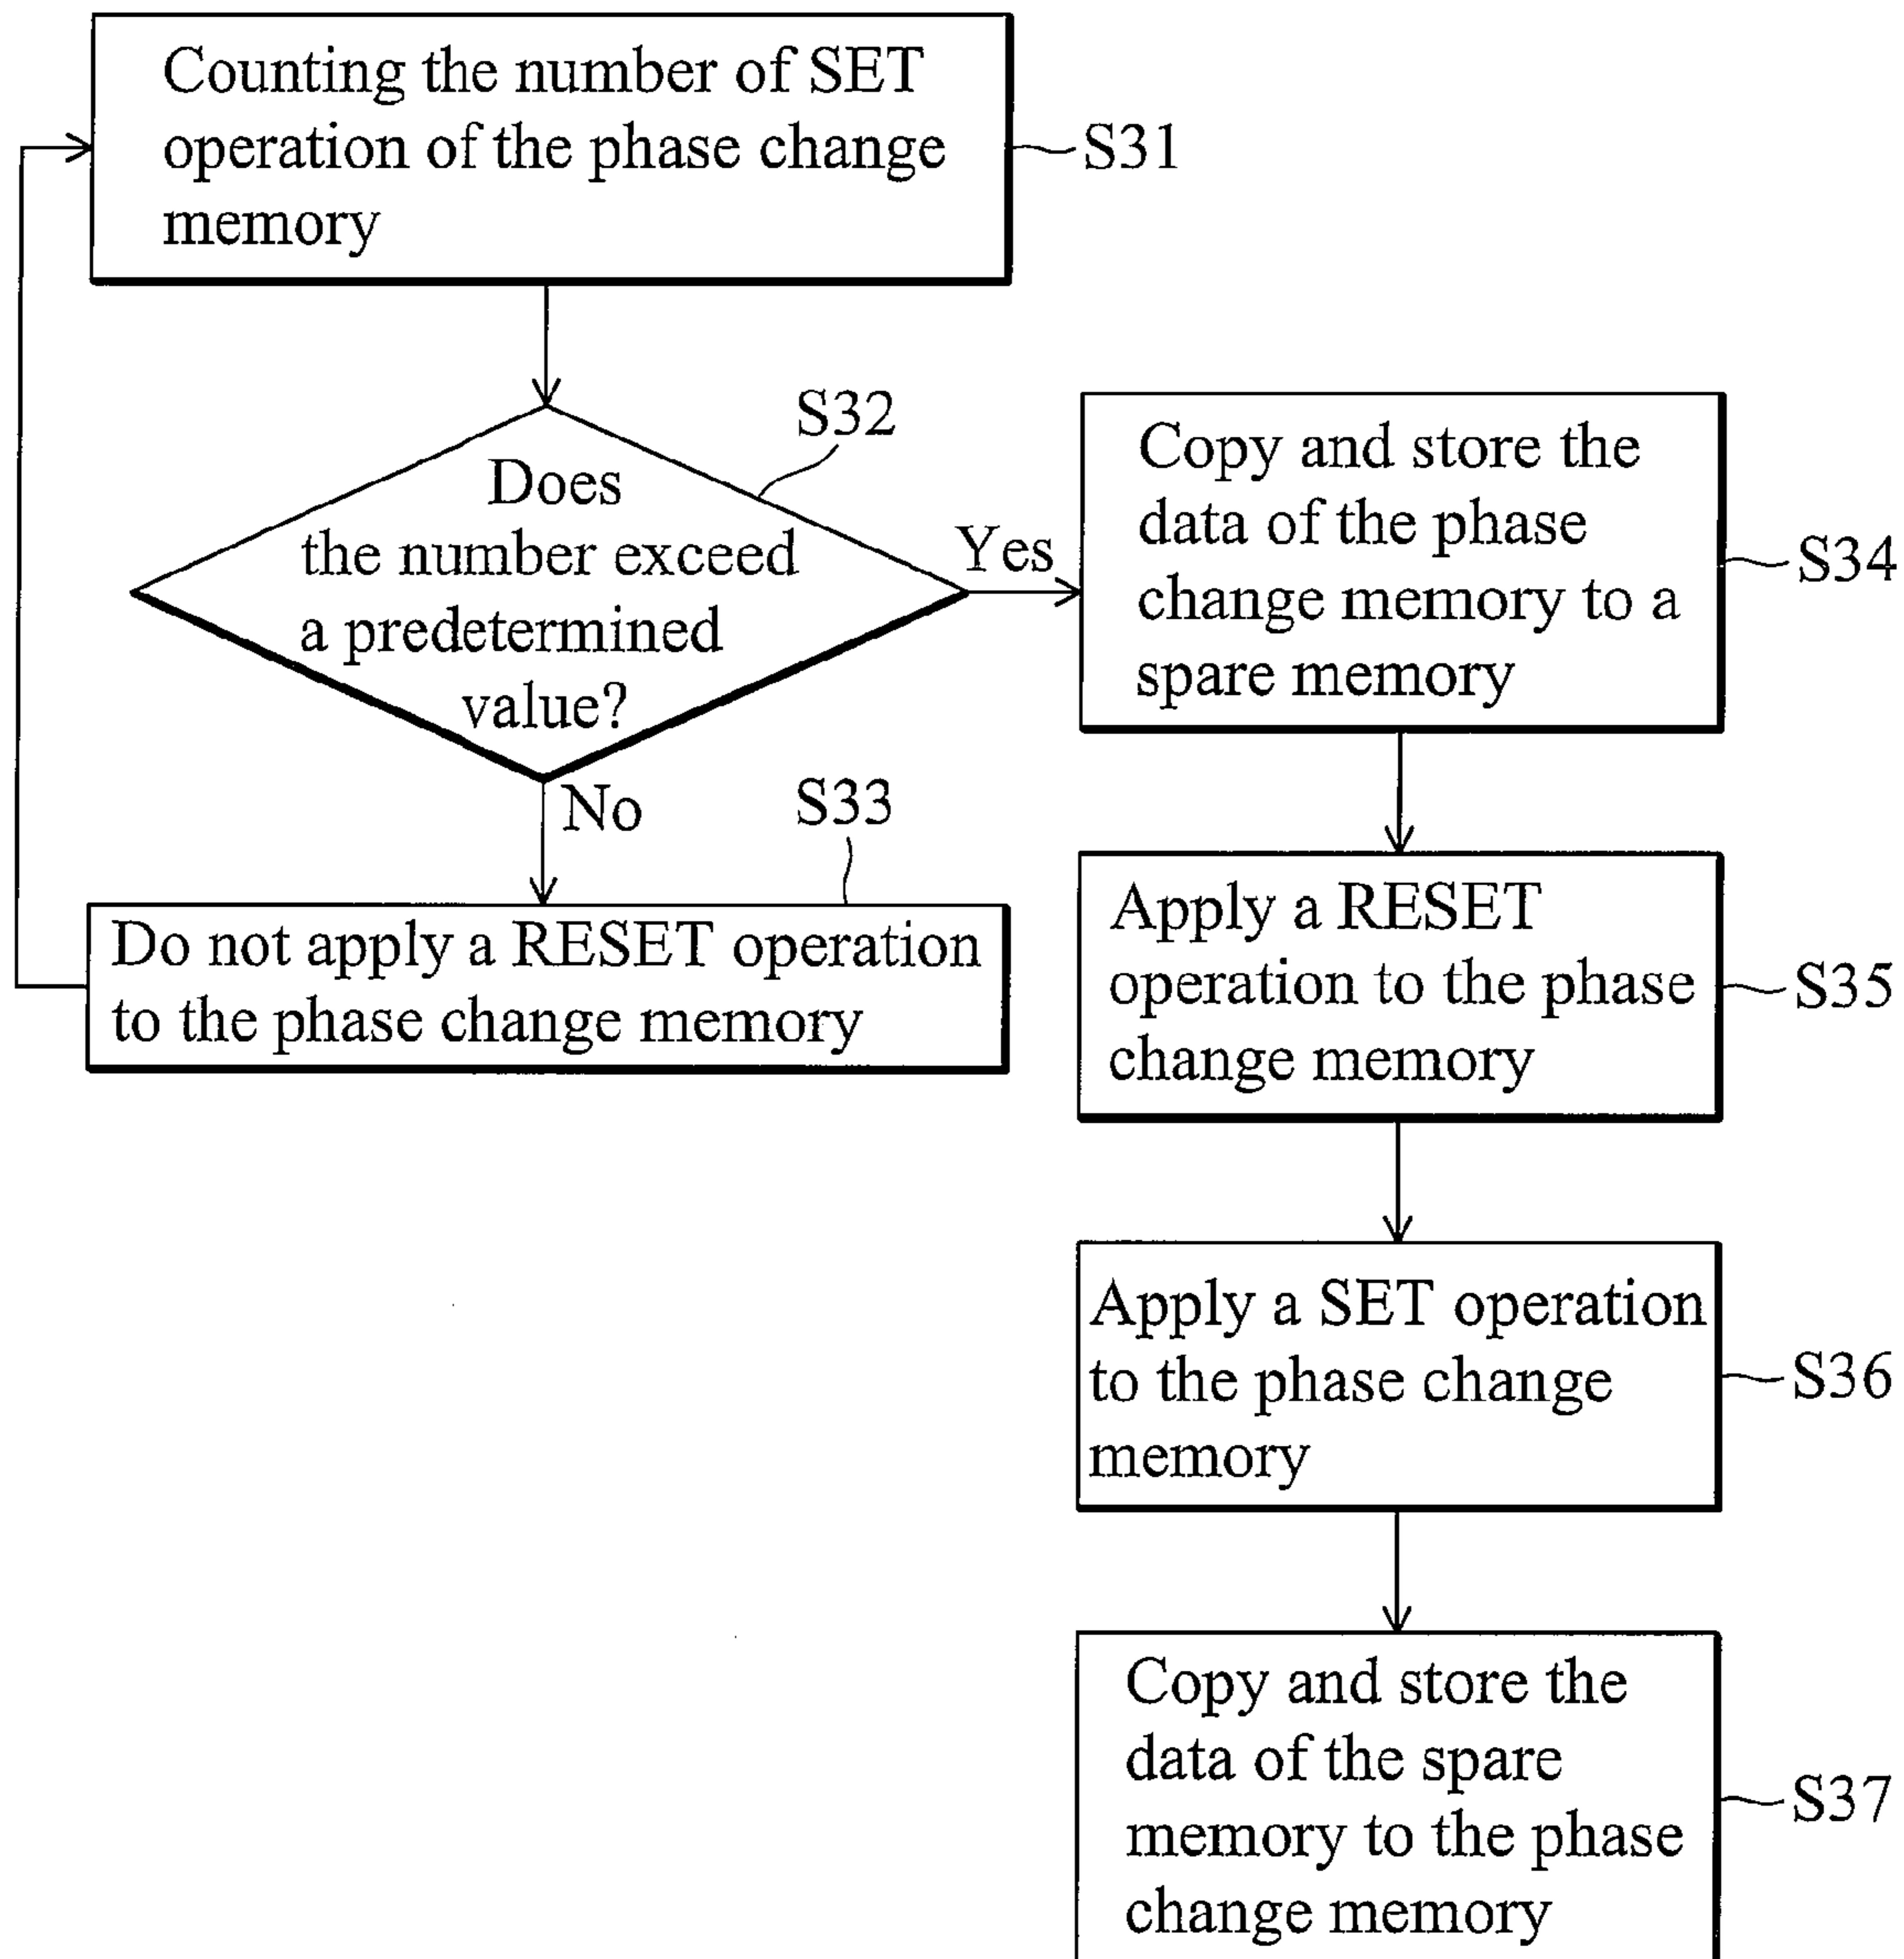 Counting the number of SET
operation of the phase change
memory
S31
S32
Does
the number exceed
a predetermined
value?
Yes
No
S33
Do not apply a RESET operation
to the phase change memory
Copy and store the
data of the phase
change memory to a
spare memory
S34
Apply a RESET
operation to the phase
change memory
S35
Apply a SET operation
to the phase change
memory
S36
Copy and store the
data of the spare
memory to the phase
change memory
S37